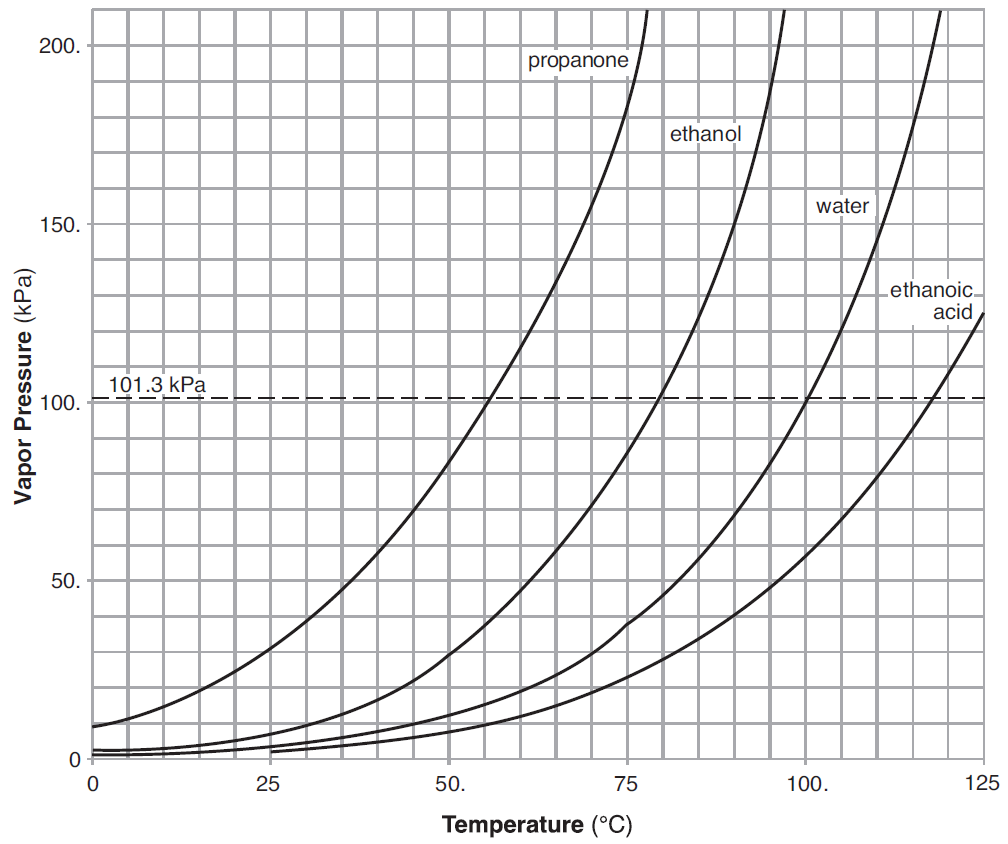 200.
propanone
ethanol
water
150.
ethanoic
acid
101.3 kPa
100.
Vapor Pressure (kPa)
50.
0
0 25 50. 75 100. 125
Temperature (°C)